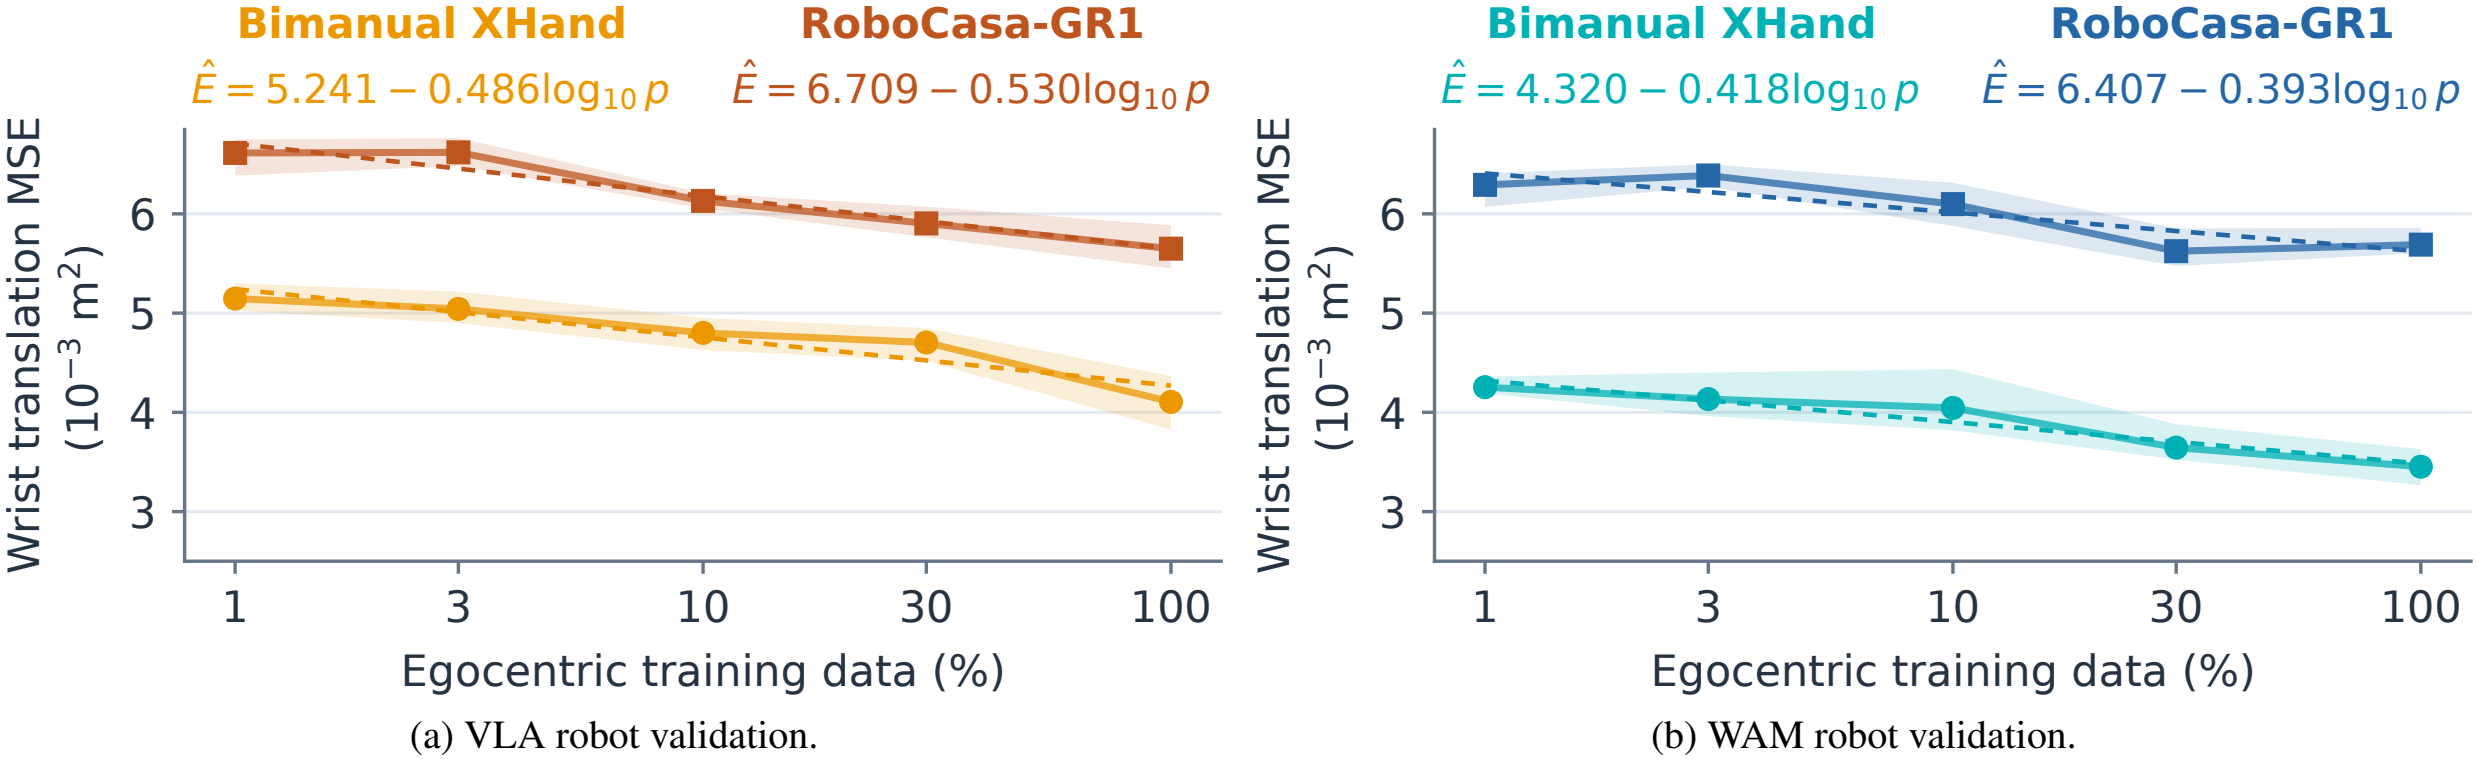 Bimanual XHand
RoboCasa-GR1
Ê = 5.241 − 0.486log₁₀ p
Ê = 6.709 − 0.530log₁₀ p
Wrist translation MSE
(10⁻³ m²)
6
5
4
3
1 3 10 30 100
Egocentric training data (%)
(a) VLA robot validation.
Bimanual XHand
RoboCasa-GR1
Ê = 4.320 − 0.418log₁₀ p
Ê = 6.407 − 0.393log₁₀ p
Wrist translation MSE
(10⁻³ m²)
6
5
4
3
1 3 10 30 100
Egocentric training data (%)
(b) WAM robot validation.